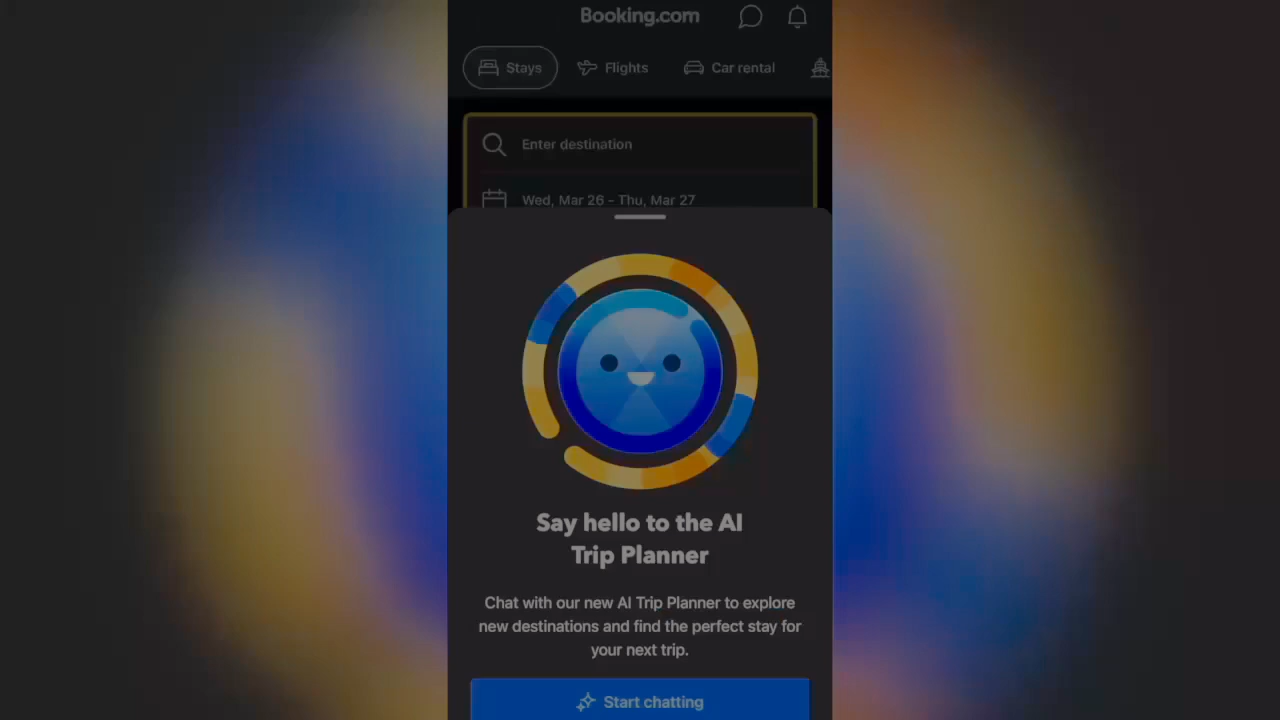 Booking.com
Stays Flights Car rental
Enter destination
Wed, Mar 26 - Thu, Mar 27
Say hello to the AI
Trip Planner
Chat with our new AI Trip Planner to explore
new destinations and find the perfect stay for
your next trip.
Start chatting